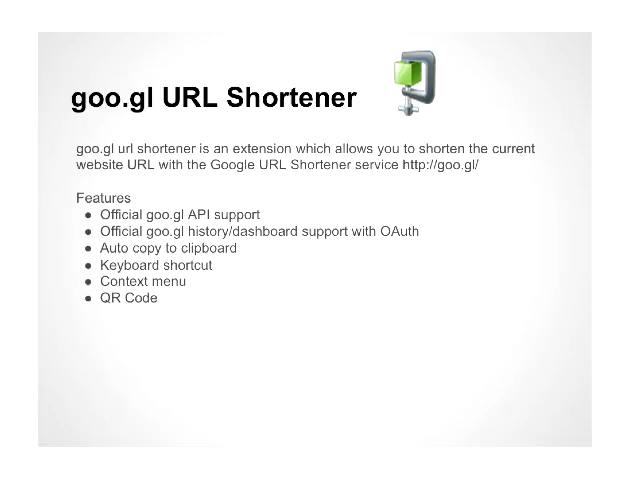 goo.gl URL Shortener
goo.gl url shortener is an extension which allows you to shorten the current
website URL with the Google URL Shortener service http://goo.gl/
Features
● Official goo.gl API support
● Official goo.gl history/dashboard support with OAuth
● Auto copy to clipboard
● Keyboard shortcut
● Context menu
● QR Code